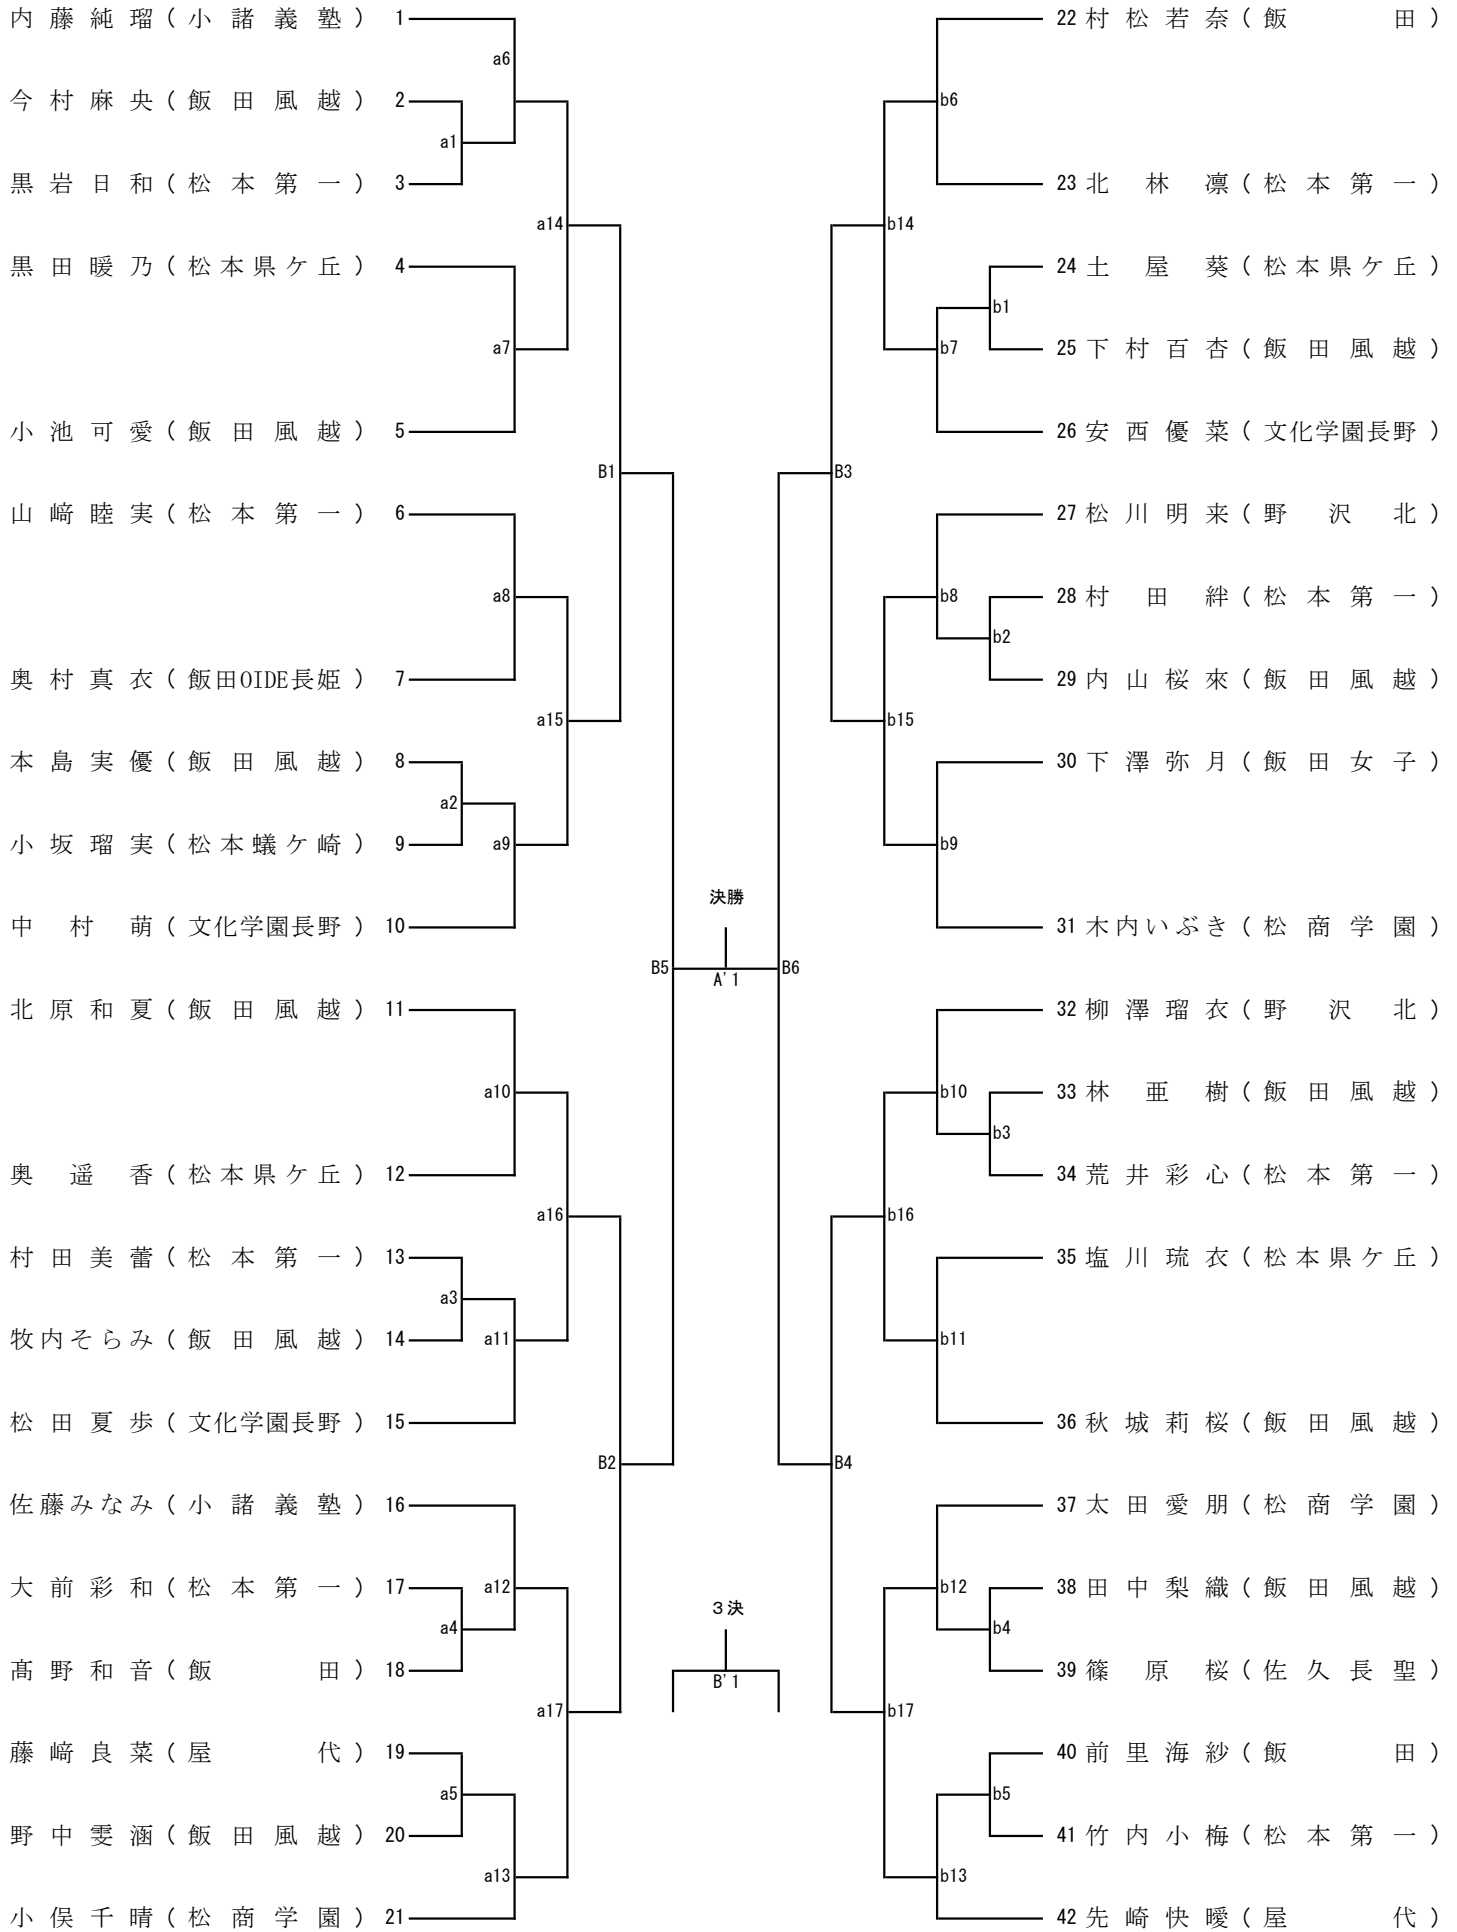 内藤純瑠（小諸義塾） 1
a6
今村麻央（飯田風越） 2
a1
黒岩日和（松本第一） 3
a14
黒田暖乃（松本県ケ丘） 4
a7
小池可愛（飯田風越） 5
B1
山﨑睦実（松本第一） 6
a8
奥村真衣（飯田OIDE長姫） 7
a15
本島実優（飯田風越） 8
a2
小坂瑠実（松本蟻ケ崎） 9
a9
中村萌（文化学園長野） 10
B5
北原和夏（飯田風越） 11
a10
奥遥香（松本県ケ丘） 12
a16
村田美蕾（松本第一） 13
a3
牧内そらみ（飯田風越） 14
a11
松田夏歩（文化学園長野） 15
B2
佐藤みなみ（小諸義塾） 16
大前彩和（松本第一） 17
a12
a4
髙野和音（飯田） 18
a17
藤﨑良菜（屋代） 19
a5
野中雯涵（飯田風越） 20
a13
小俣千晴（松商学園） 21
決勝
A'1
3決
B'1
22 村松若奈（飯田）
b6
23 北林凛（松本第一）
b14
24 土屋葵（松本県ケ丘）
b1
25 下村百杏（飯田風越）
b7
26 安西優菜（文化学園長野）
B3
27 松川明来（野沢北）
b8
28 村田絆（松本第一）
b2
29 内山桜來（飯田風越）
b15
30 下澤弥月（飯田女子）
b9
31 木内いぶき（松商学園）
B6
32 柳澤瑠衣（野沢北）
b10
33 林亜樹（飯田風越）
b3
34 荒井彩心（松本第一）
b16
35 塩川琉衣（松本県ケ丘）
b11
36 秋城莉桜（飯田風越）
B4
37 太田愛朋（松商学園）
b12
38 田中梨織（飯田風越）
b4
39 篠原桜（佐久長聖）
b17
40 前里海紗（飯田）
b5
41 竹内小梅（松本第一）
b13
42 先崎快曖（屋代）